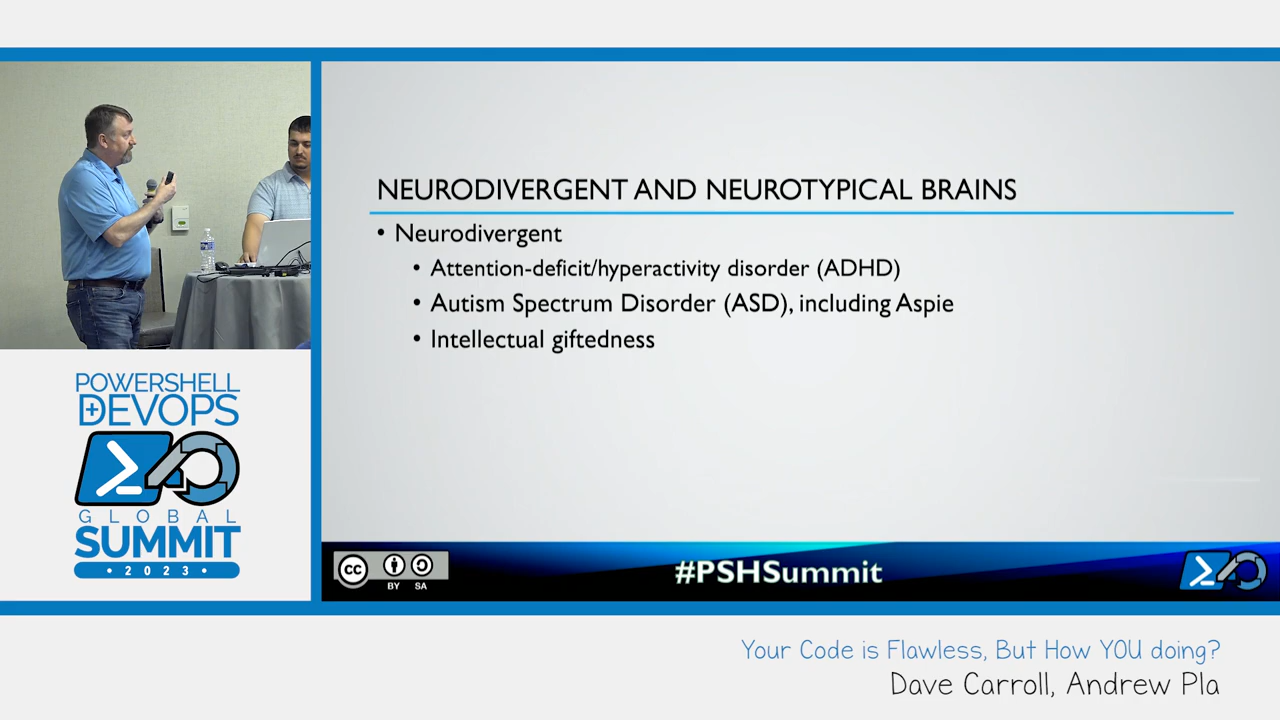 NEURODIVERGENT AND NEUROTYPICAL BRAINS
• Neurodivergent
• Attention-deficit/hyperactivity disorder (ADHD)
• Autism Spectrum Disorder (ASD), including Aspie
• Intellectual giftedness
POWERSHELL
+DEVOPS
GLOBAL
SUMMIT
• 2023 •
cc
BY SA
#PSHSummit
Your Code is Flawless, But How YOU doing?
Dave Carroll, Andrew Pla